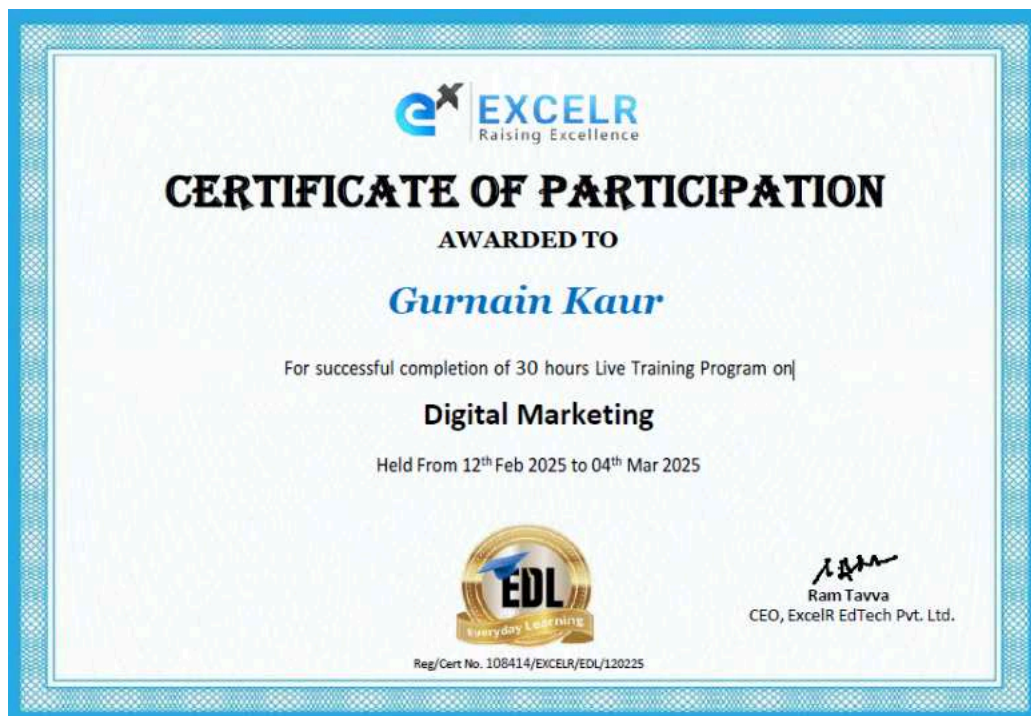 EXCELR
Raising Excellence
CERTIFICATE OF PARTICIPATION
AWARDED TO
Gurnain Kaur
For successful completion of 30 hours Live Training Program on
Digital Marketing
Held From 12th Feb 2025 to 04th Mar 2025
EDL
Everyday Learning
Ram Tavva
CEO, ExcelR EdTech Pvt. Ltd.
Reg/Cert No. 108414/EXCELR/EDL/120225